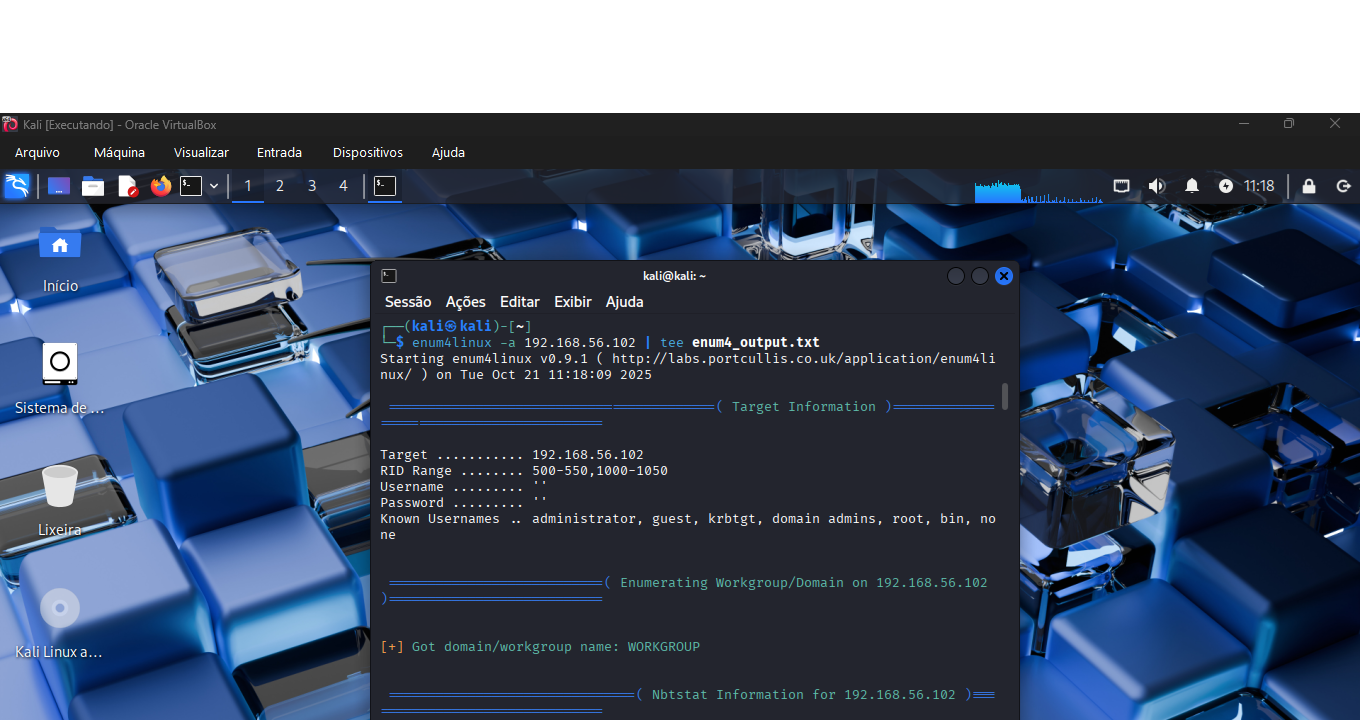 Kali [Executando] - Oracle VirtualBox
Arquivo Máquina Visualizar Entrada Dispositivos Ajuda
1 2 3 4 11:18
Início
Sistema de ...
Lixeira
Kali Linux a...
kali@kali: ~
Sessão Ações Editar Exibir Ajuda
┌──(kali㉿kali)-[~]
└─$ enum4linux -a 192.168.56.102 | tee enum4_output.txt
Starting enum4linux v0.9.1 ( http://labs.portcullis.co.uk/application/enum4li
nux/ ) on Tue Oct 21 11:18:09 2025
( Target Information )
Target ........... 192.168.56.102
RID Range ........ 500-550,1000-1050
Username ......... ''
Password ......... ''
Known Usernames .. administrator, guest, krbtgt, domain admins, root, bin, no
ne
( Enumerating Workgroup/Domain on 192.168.56.102
)
[+] Got domain/workgroup name: WORKGROUP
( Nbtstat Information for 192.168.56.102 )